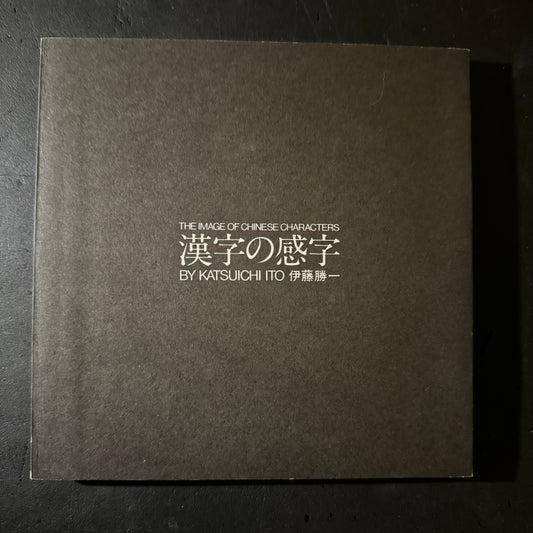 THE IMAGE OF CHINESE CHARACTERS
漢字の感字
BY KATSUICHI ITO 伊藤勝一